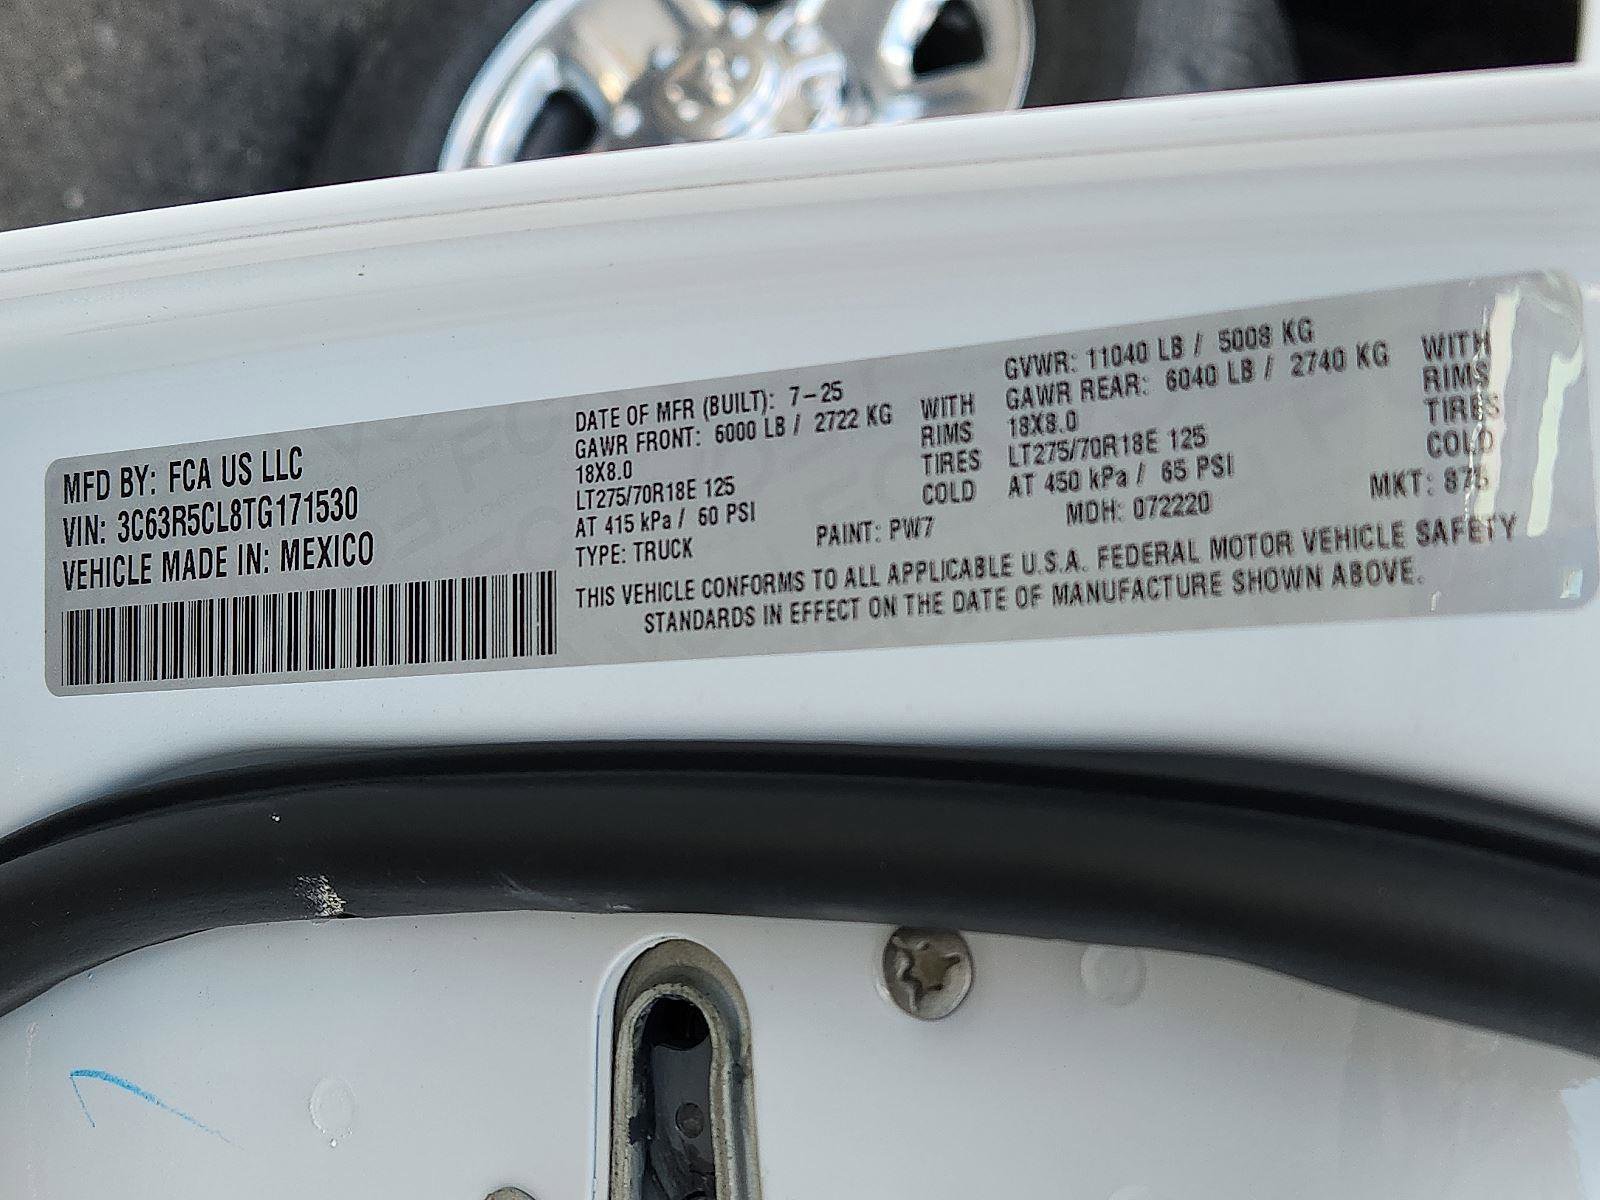 MFD BY: FCA US LLC
VIN: 3C63R5CL8TG171530
VEHICLE MADE IN: MEXICO
DATE OF MFR (BUILT): 7-25
GAWR FRONT: 6000 LB / 2722 KG WITH
18X8.0 RIMS
LT275/70R18E 125 TIRES
AT 415 kPa / 60 PSI COLD
TYPE: TRUCK PAINT: PW7
GVWR: 11040 LB / 5008 KG
GAWR REAR: 6040 LB / 2740 KG WITH
18X8.0 RIMS
LT275/70R18E 125 TIRES
AT 450 kPa / 65 PSI COLD
MDH: 072220 MKT:
THIS VEHICLE CONFORMS TO ALL APPLICABLE U.S.A. FEDERAL MOTOR VEHICLE SAFETY
STANDARDS IN EFFECT ON THE DATE OF MANUFACTURE SHOWN ABOVE.